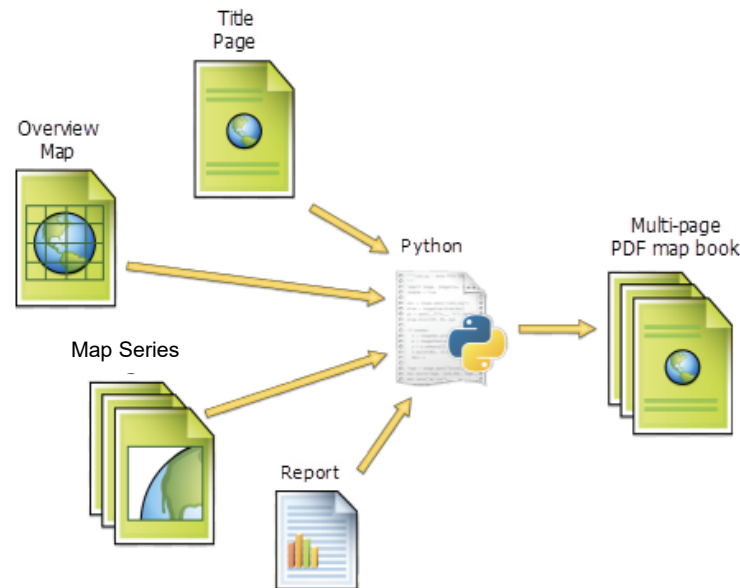 Title
Page
Overview
Map
Multi-page
PDF map book
Python
Map Series
Report